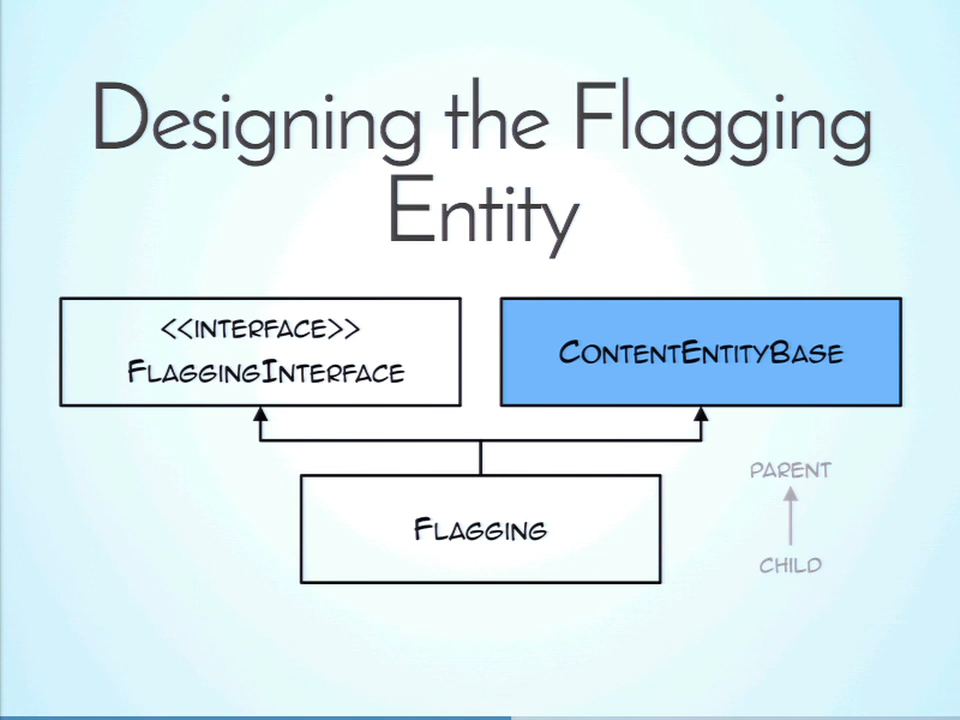 Designing the Flagging
Entity
<<INTERFACE>>
FLAGGINGINTERFACE
CONTENTENTITYBASE
FLAGGING
PARENT
CHILD